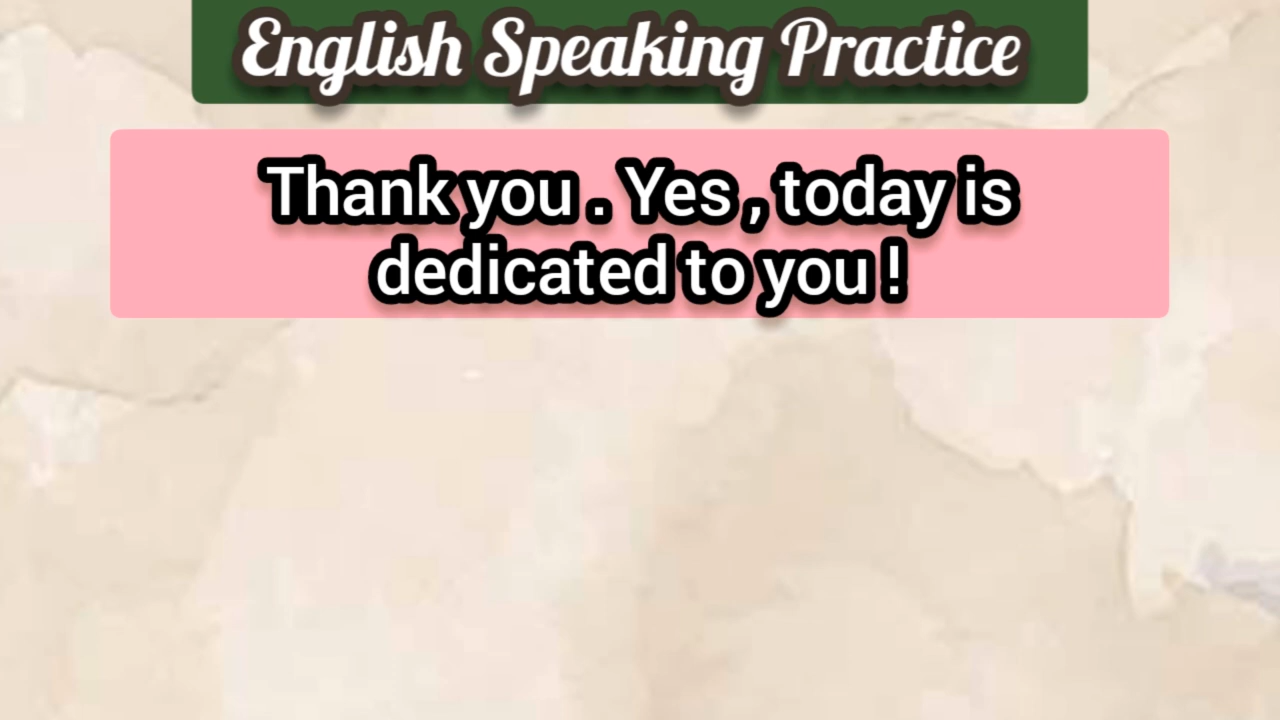 English Speaking Practice
Thank you . Yes , today is
dedicated to you !